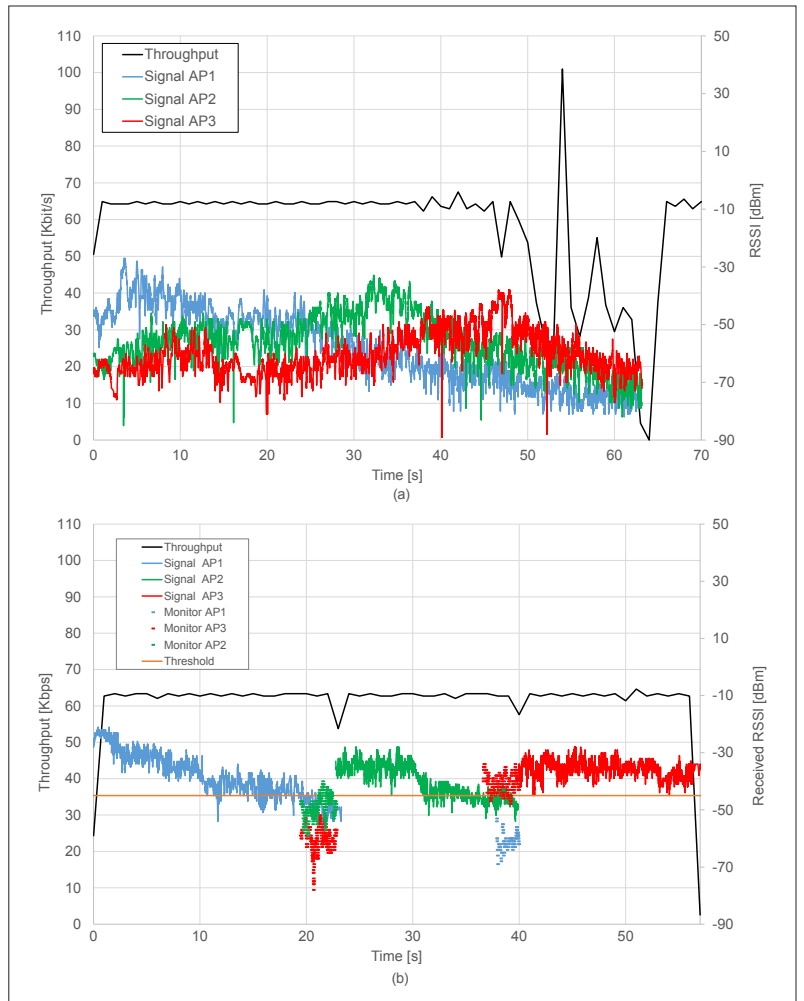 110
100
90
80
70
60
50
40
30
20
10
0
Throughput [Kbit/s]
Throughput
Signal AP1
Signal AP2
Signal AP3
50
30
10
-10
-30
-50
-70
-90
RSSI [dBm]
0 10 20 30 40 50 60 70
Time [s]
(a)
110
100
90
80
70
60
50
40
30
20
10
0
Throughput [Kbps]
Throughput
Signal AP1
Signal AP2
Signal AP3
Monitor AP1
Monitor AP3
Monitor AP2
Threshold
50
30
10
-10
-30
-50
-70
-90
Received RSSI [dBm]
0 10 20 30 40 50
Time [s]
(b)